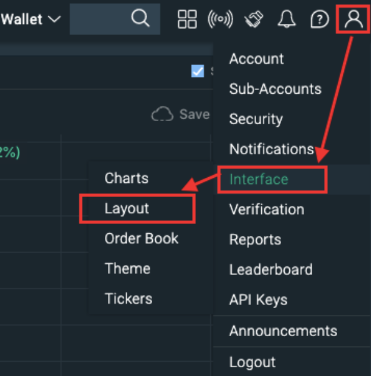 Wallet
Save
2%)
Account
Sub-Accounts
Security
Notifications
Interface
Verification
Reports
Leaderboard
API Keys
Announcements
Logout
Charts
Layout
Order Book
Theme
Tickers